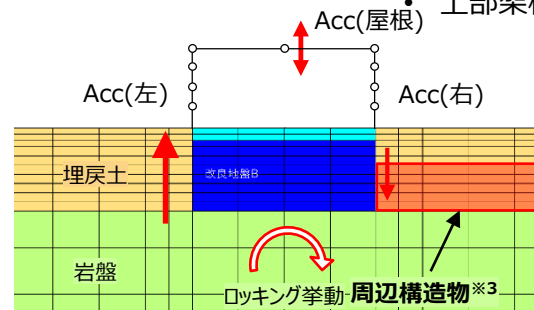 ・ 上部架構
Acc(屋根)
Acc(左)
Acc(右)
改良地盤B
埋戻土
岩盤
ロッキング挙動
周辺構造物※3